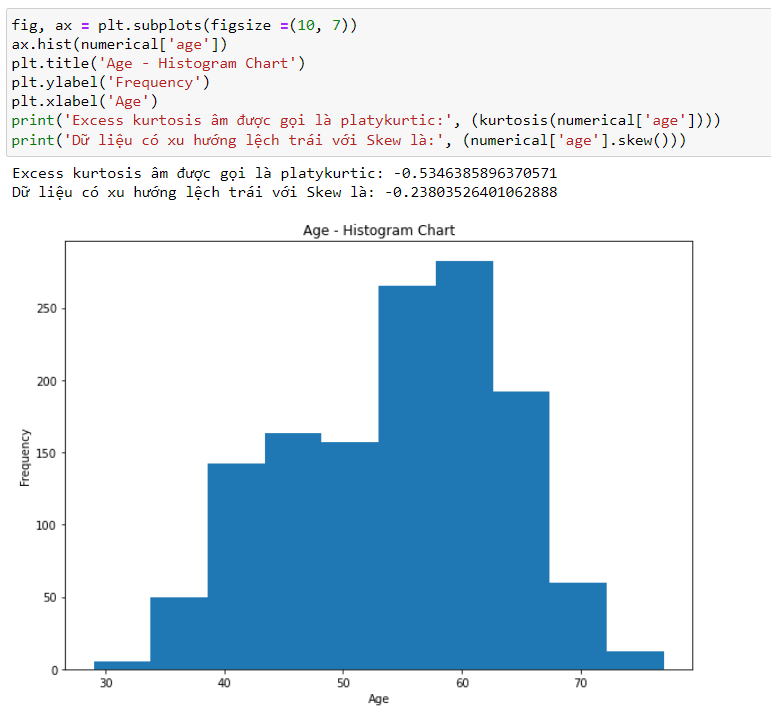 fig, ax = plt.subplots(figsize =(10, 7))
ax.hist(numerical['age'])
plt.title('Age - Histogram Chart')
plt.ylabel('Frequency')
plt.xlabel('Age')
print('Excess kurtosis âm được gọi là platykurtic:', (kurtosis(numerical['age'])))
print('Dữ liệu có xu hướng lệch trái với Skew là:', (numerical['age'].skew()))
Excess kurtosis âm được gọi là platykurtic: -0.5346385896370571
Dữ liệu có xu hướng lệch trái với Skew là: -0.23803526401062888
Age - Histogram Chart
250
200
150
100
50
0
Frequency
30 40 50 60 70
Age